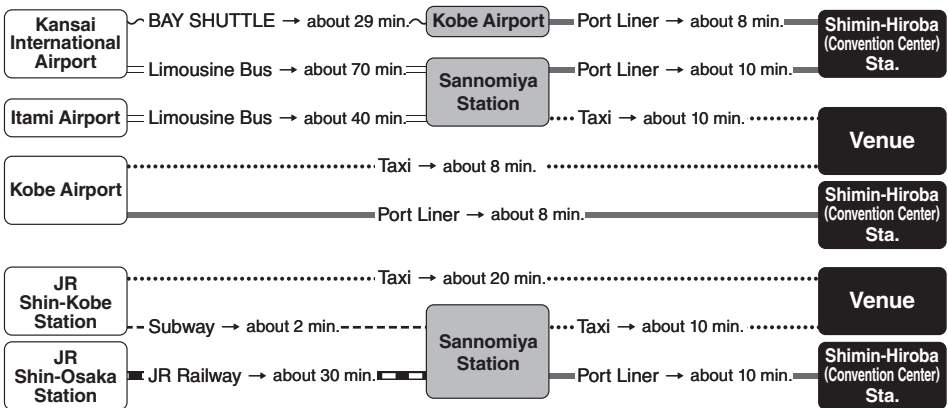 Kansai
International
Airport
BAY SHUTTLE → about 29 min.
Kobe Airport
Port Liner → about 8 min.
Shimin-Hiroba
(Convention Center)
Sta.
Limousine Bus → about 70 min.
Sannomiya
Station
Port Liner → about 10 min.
Itami Airport
Limousine Bus → about 40 min.
Taxi → about 10 min.
Venue
Kobe Airport
Taxi → about 8 min.
Port Liner → about 8 min.
Shimin-Hiroba
(Convention Center)
Sta.
JR
Shin-Kobe
Station
Taxi → about 20 min.
Venue
Subway → about 2 min.
Sannomiya
Station
Taxi → about 10 min.
JR
Shin-Osaka
Station
JR Railway → about 30 min.
Port Liner → about 10 min.
Shimin-Hiroba
(Convention Center)
Sta.